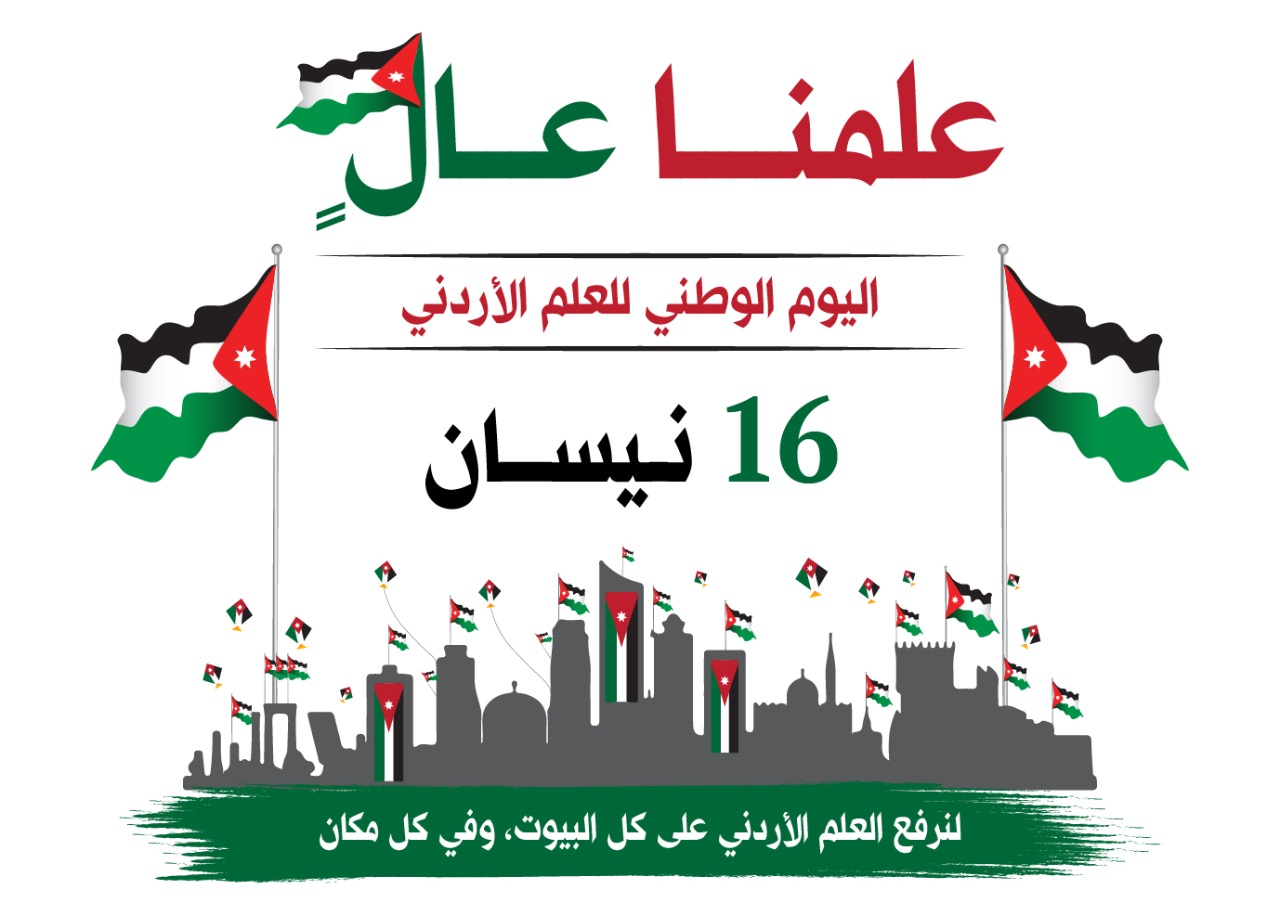 علمنا عالٍ
اليوم الوطني للعلم الأردني
16 نيسان
لنرفع العلم الأردني على كل البيوت، وفي كل مكان